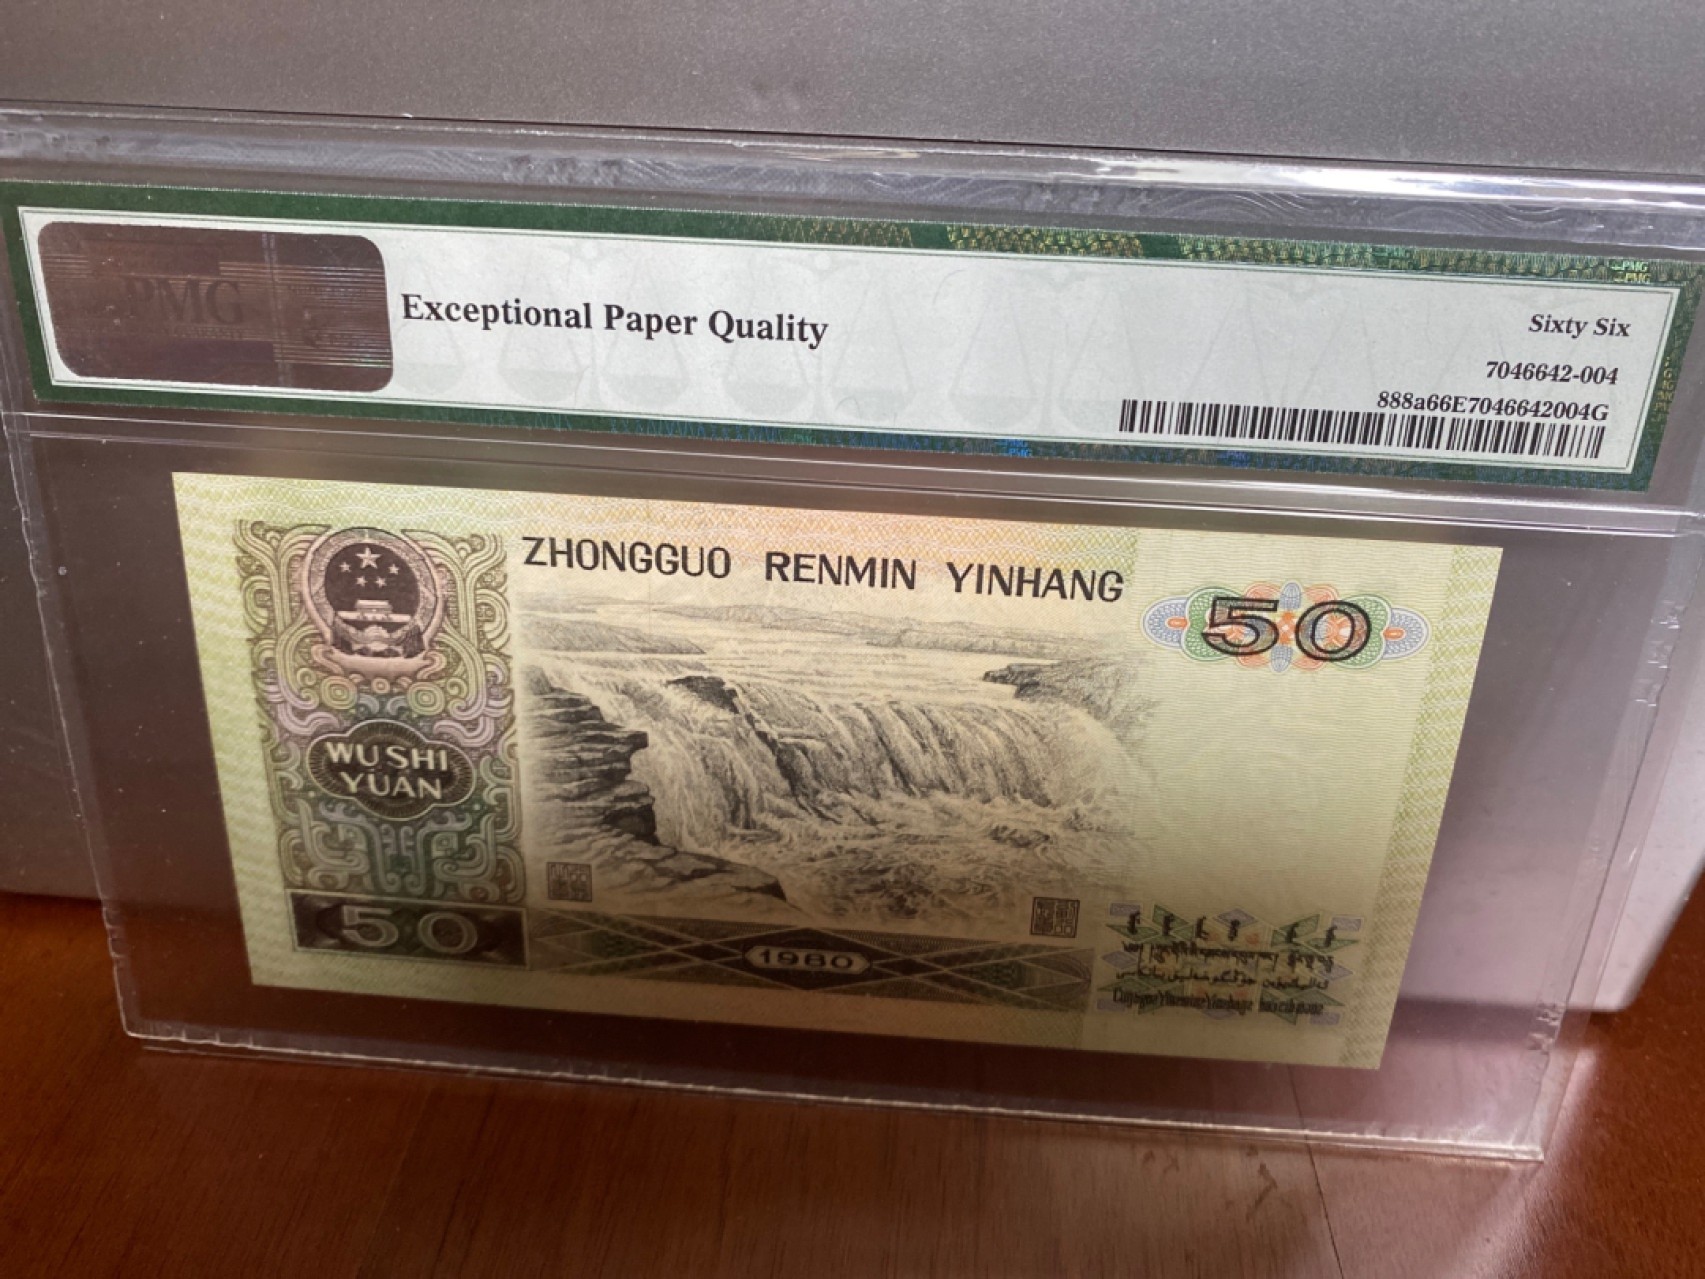 PMG
Exceptional Paper Quality
Sixty Six
7046642-004
888a66E7046642004G
ZHONGGUO RENMIN YINHANG
50
WU SHI
YUAN
50
1980